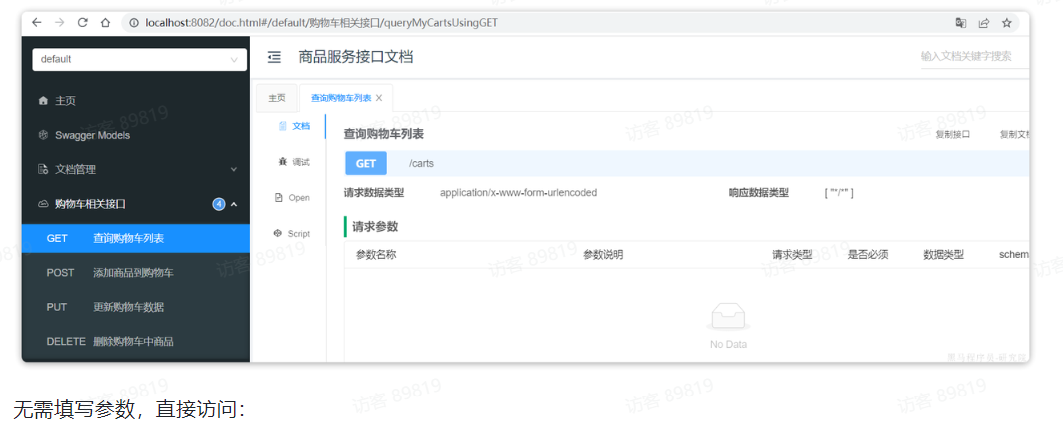 localhost:8082/doc.html#/default/购物车相关接口/queryMyCartsUsingGET
default
商品服务接口文档
输入文档关键字搜索
主页
Swagger Models
文档管理
购物车相关接口 4
GET 查询购物车列表
POST 添加商品到购物车
PUT 更新购物车数据
DELETE 删除购物车中商品
主页 查询购物车列表
文档
调试
Open
Script
查询购物车列表 复制接口 复制文档
GET /carts
请求数据类型 application/x-www-form-urlencoded 响应数据类型 [ "*/*" ]
请求参数
参数名称 参数说明 请求类型 是否必须 数据类型 schem
No Data
黑马程序员-研究院
无需填写参数，直接访问：
访客 89819